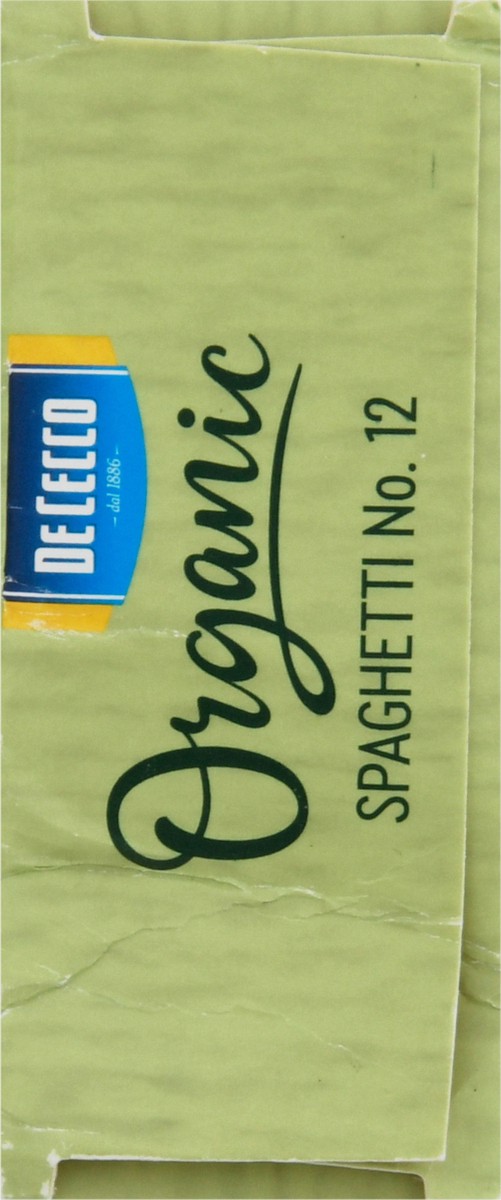 DE CECCO
– dal 1886 –
Organic
SPAGHETTI No. 12